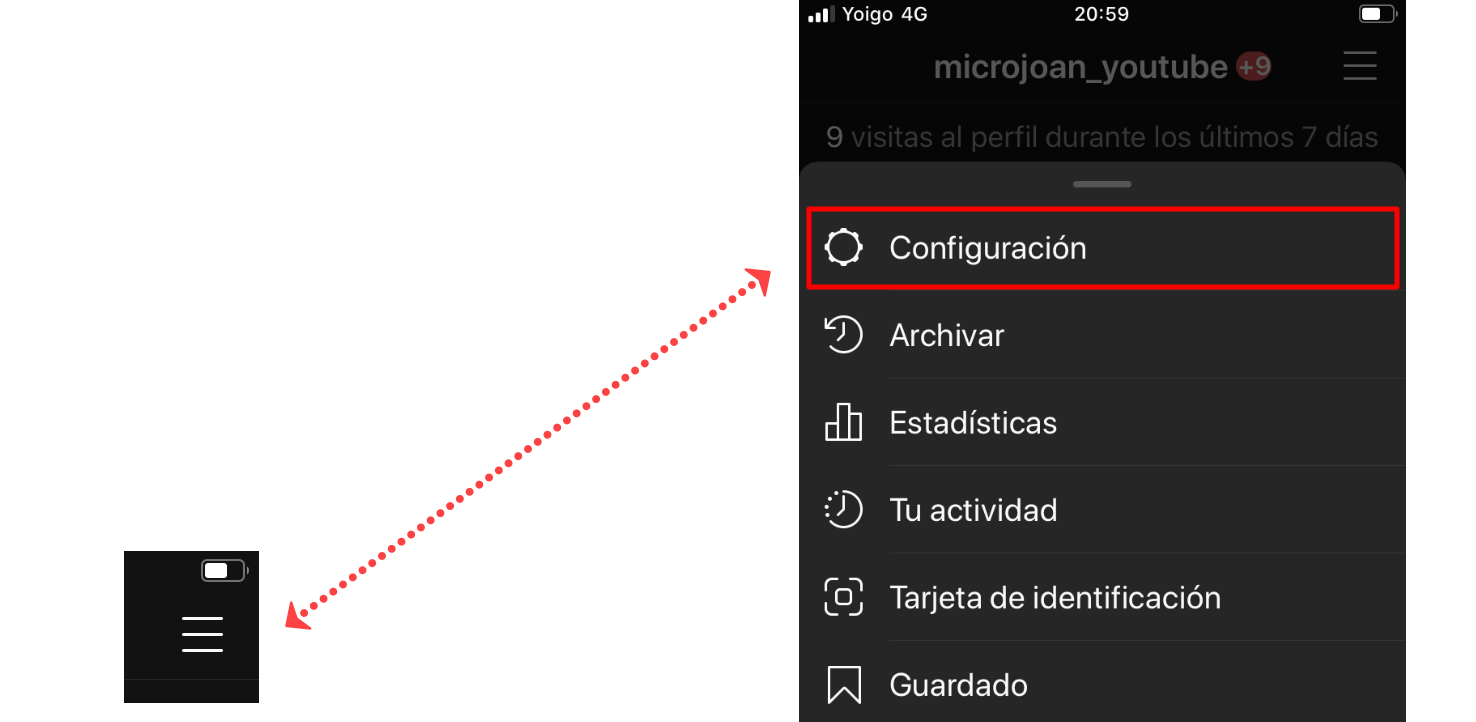 Yoigo 4G 20:59
microjoan_youtube +9
9 visitas al perfil durante los últimos 7 días
Configuración
Archivar
Estadísticas
Tu actividad
Tarjeta de identificación
Guardado